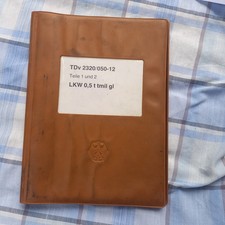 TDv 2320/050-12
Teile 1 und 2
LKW 0,5 t tmil gl